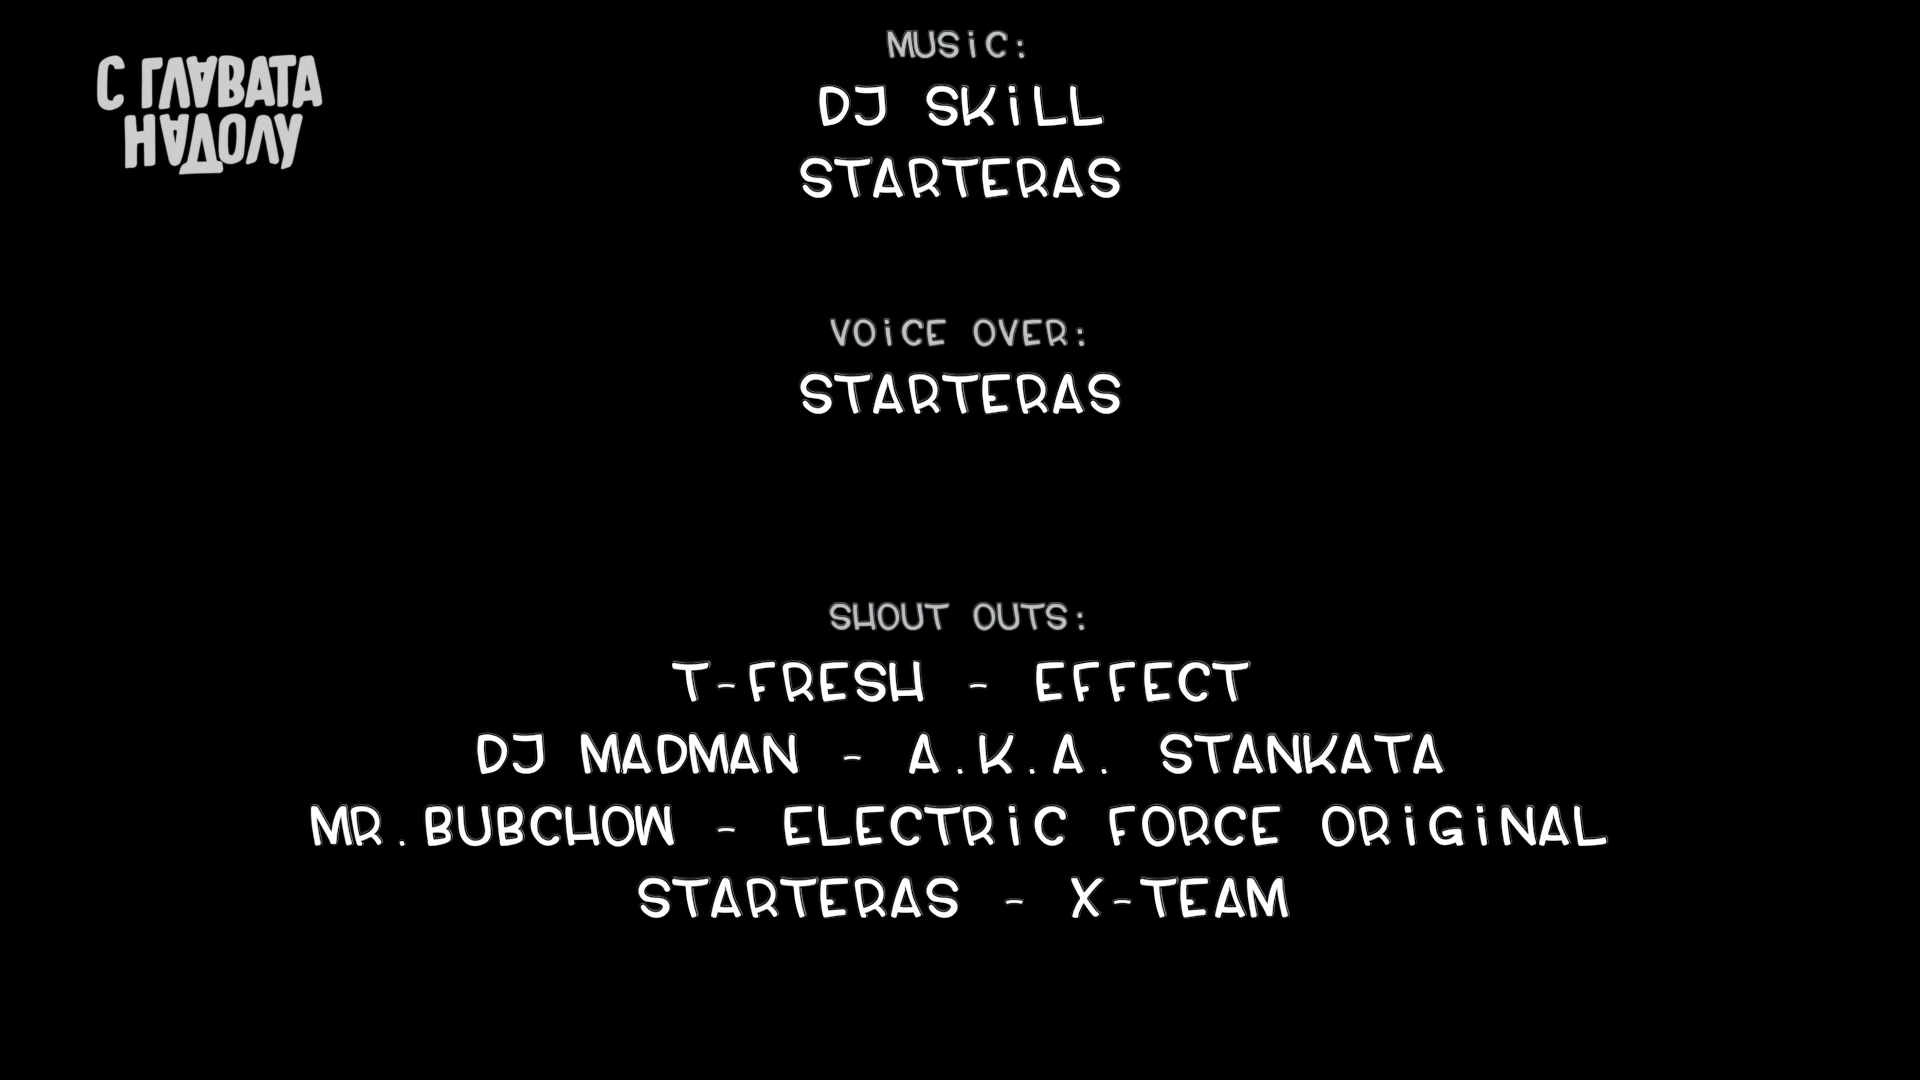 С ГЛАВАТА
НАДОЛУ
MUSiC:
DJ SKiLL
STARTERAS
VOiCE OVER:
STARTERAS
SHOUT OUTS:
T-FRESH - EFFECT
DJ MADMAN - A.K.A. STANKATA
MR.BUBCHOW - ELECTRiC FORCE ORiGiNAL
STARTERAS - X-TEAM